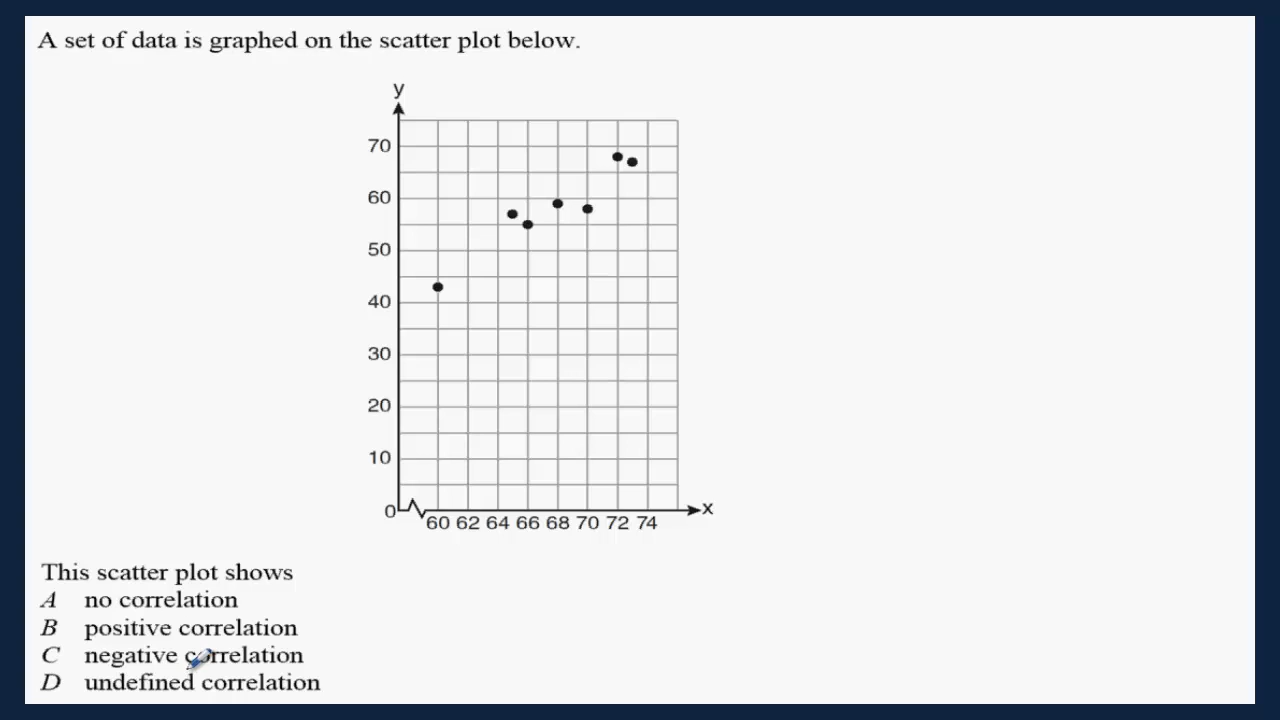 A set of data is graphed on the scatter plot below.
y
70
60
50
40
30
20
10
0
60 62 64 66 68 70 72 74
x
This scatter plot shows
A no correlation
B positive correlation
C negative correlation
D undefined correlation